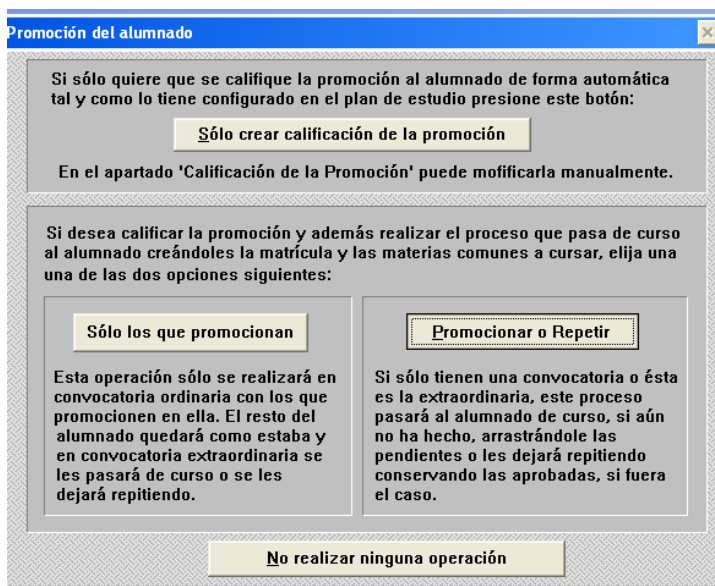 Promoción del alumnado
Si sólo quiere que se califique la promoción al alumnado de forma automática
tal y como lo tiene configurado en el plan de estudio presione este botón:
Sólo crear calificación de la promoción
En el apartado 'Calificación de la Promoción' puede mofificarla manualmente.
Si desea calificar la promoción y además realizar el proceso que pasa de curso
al alumnado creándoles la matrícula y las materias comunes a cursar, elija una
una de las dos opciones siguientes:
Sólo los que promocionan
Esta operación sólo se realizará en
convocatoria ordinaria con los que
promocionen en ella. El resto del
alumnado quedará como estaba y
en convocatoria extraordinaria se
les pasará de curso o se les
dejará repitiendo.
Promocionar o Repetir
Si sólo tienen una convocatoria o ésta
es la extraordinaria, este proceso
pasará al alumnado de curso, si aún
no ha hecho, arrastrándole las
pendientes o les dejará repitiendo
conservando las aprobadas, si fuera
el caso.
No realizar ninguna operación